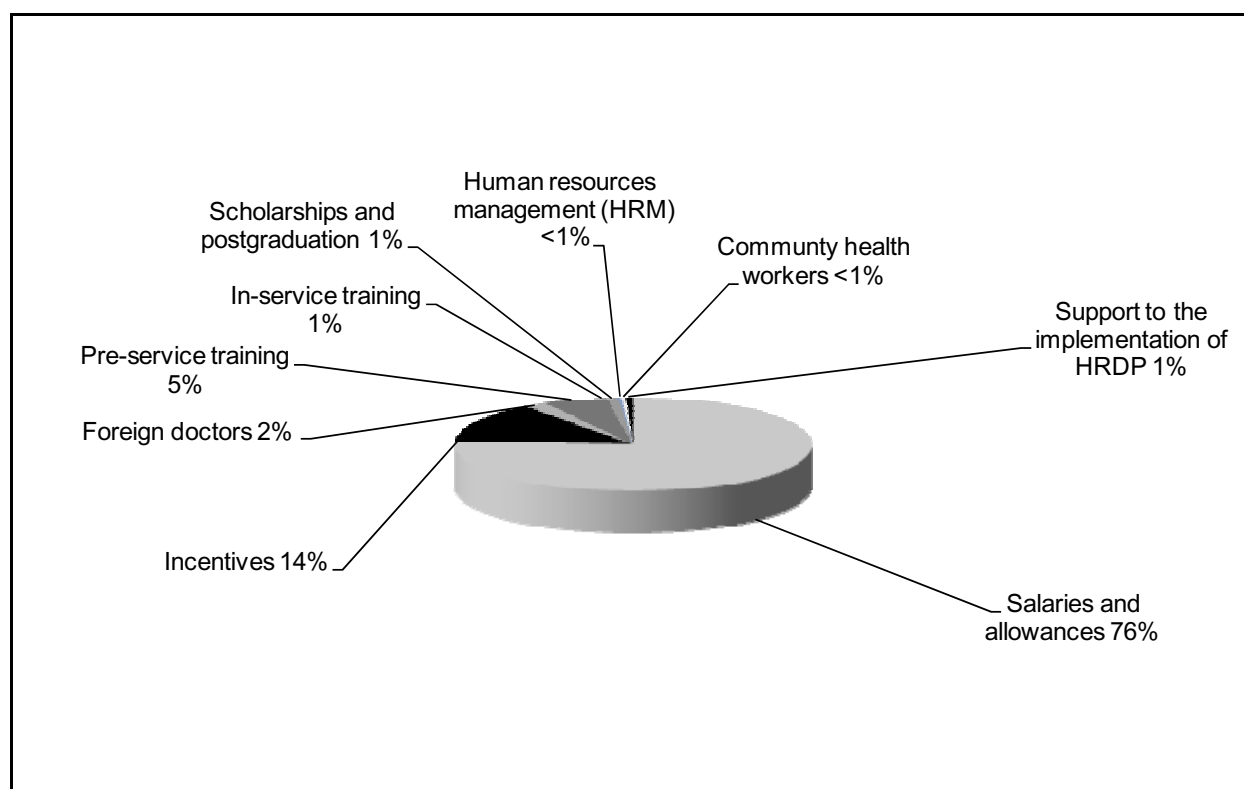 Human resources
management (HRM)
<1%
Scholarships and
postgraduation 1%
Communty health
workers <1%
In-service training
1%
Support to the
implementation of
HRDP 1%
Pre-service training
5%
Foreign doctors 2%
Incentives 14%
Salaries and
allowances 76%